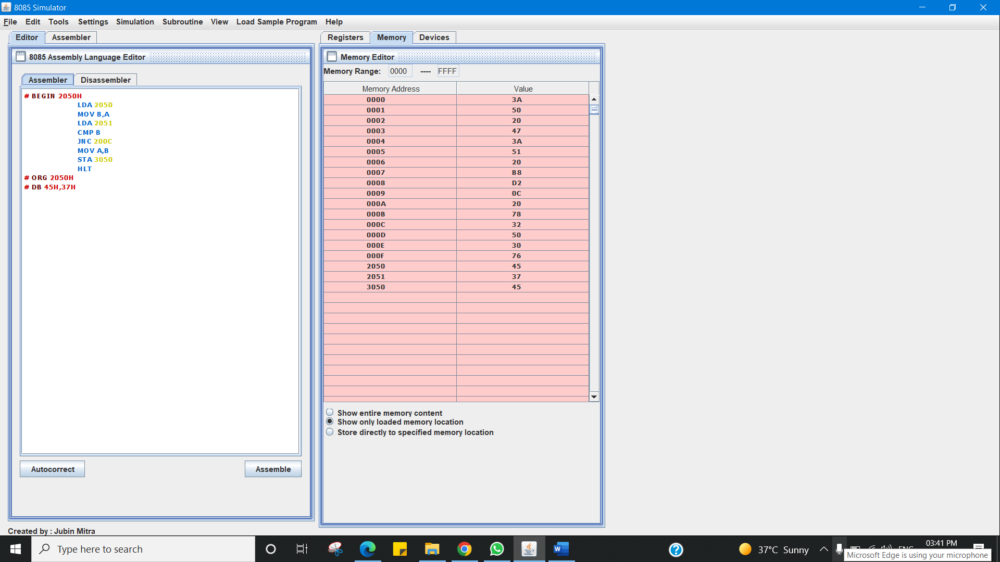 8085 Simulator
File Edit Tools Settings Simulation Subroutine View Load Sample Program Help
Editor Assembler
8085 Assembly Language Editor
Assembler Disassembler
# BEGIN 2050H
LDA 2050
MOV B,A
LDA 2051
CMP B
JNC 200C
MOV A,B
STA 3050
HLT
# ORG 2050H
# DB 45H,37H
Autocorrect Assemble
Registers Memory Devices
Memory Editor
Memory Range: 0000 ---- FFFF
Memory Address Value
0000 3A
0001 50
0002 20
0003 47
0004 3A
0005 51
0006 20
0007 B8
0008 D2
0009 0C
000A 20
000B 78
000C 32
000D 50
000E 30
000F 76
2050 45
2051 37
3050 45
Show entire memory content
Show only loaded memory location
Store directly to specified memory location
Created by : Jubin Mitra
Type here to search
37°C Sunny
03:41 PM
Microsoft Edge is using your microphone